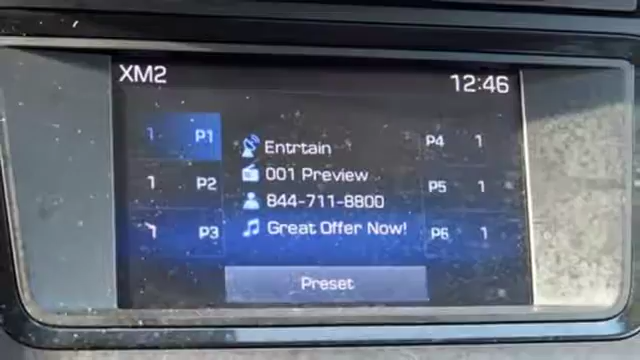 XM2 12:46
1 P1
1 P2
1 P3
Entrtain
001 Preview
844-711-8800
Great Offer Now!
P4 1
P5 1
P6 1
Preset